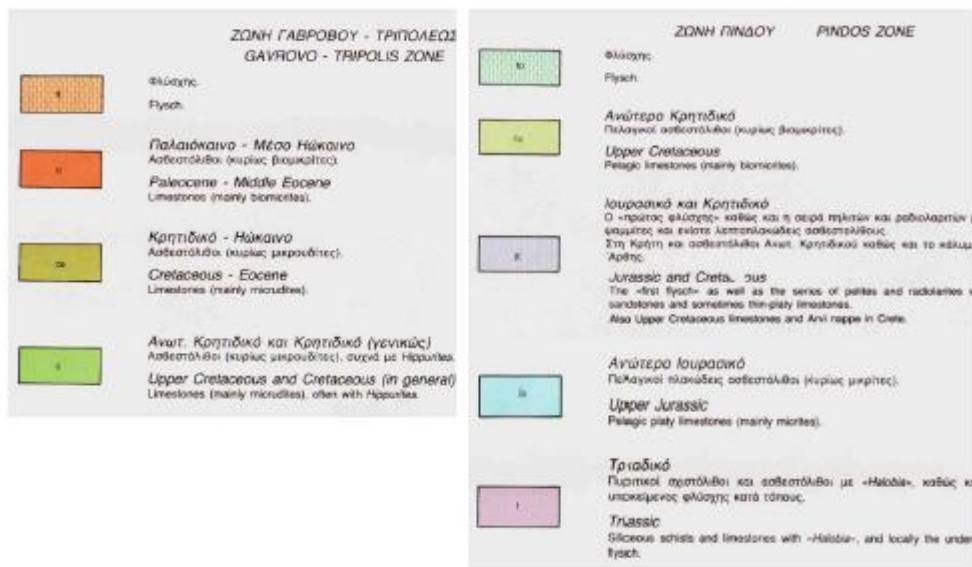 ΖΩΝΗ ΓΑΒΡΟΒΟΥ - ΤΡΙΠΟΛΕΩΣ
GAVROVO - TRIPOLIS ZONE
Φλύσχης.
Flysch.
Παλαιόκαινο - Μέσο Ηώκαινο
Ασβεστόλιθοι (κυρίως βιομικρίτες).
Paleocene - Middle Eocene
Limestones (mainly biomicrites).
Κρητιδικό - Ηώκαινο
Ασβεστόλιθοι (κυρίως μικρουδίτες).
Cretaceous - Eocene
Limestones (mainly micrudites).
Ανωτ. Κρητιδικό και Κρητιδικό (γενικώς)
Ασβεστόλιθοι (κυρίως μικρουδίτες), συχνά με Hippurites.
Upper Cretaceous and Cretaceous (in general)
Limestones (mainly micrudites), often with Hippurites.
ΖΩΝΗ ΠΙΝΔΟΥ PINDOS ZONE
Φλύσχης.
Flysch.
Ανώτερο Κρητιδικό
Πελαγικοί ασβεστόλιθοι (κυρίως βιομικρίτες).
Upper Cretaceous
Pelagic limestones (mainly biomicrites).
Ιουρασικό και Κρητιδικό
Ο «πρώτος φλύσχης» καθώς και η σειρά πηλιτών και ραδιολαριτών
ψαμμίτες και ενίοτε λεπτοπλακώδεις ασβεστολίθους.
Στη Κρήτη και ασβεστόλιθοι Ανωτ. Κρητιδικού καθώς και το κάλυμ
Άρβης.
Jurassic and Creta
The «first flysch» as well as the series of pelites and radiolarites
sandstones and sometimes thin-platy limestones.
Also Upper Cretaceous limestones and Arvi nappe in Crete.
Ανώτερο Ιουρασικό
Πελαγικοί πλακώδεις ασβεστόλιθοι (κυρίως μικρίτες).
Upper Jurassic
Pelagic platy limestones (mainly micrites).
t
Τριαδικό
Πυριτικοί σχιστόλιθοι και ασβεστόλιθοι με «Halobia», καθώς κα
υποκείμενος φλύσχης κατά τόπους.
Triassic
Siliceous schists and limestones with «Halobia», and locally the under
flysch.